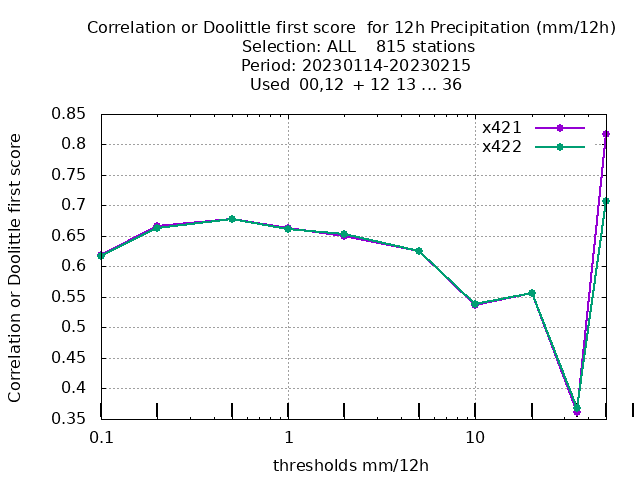 Correlation or Doolittle first score  for 12h Precipitation (mm/12h)
Selection: ALL    815 stations
Period: 20230114-20230215
Used  00,12  + 12 13 ... 36
x421
x422
0.85
0.8
0.75
0.7
0.65
0.6
0.55
0.5
0.45
0.4
0.35
Correlation or Doolittle first score
0.1
1
10
thresholds mm/12h